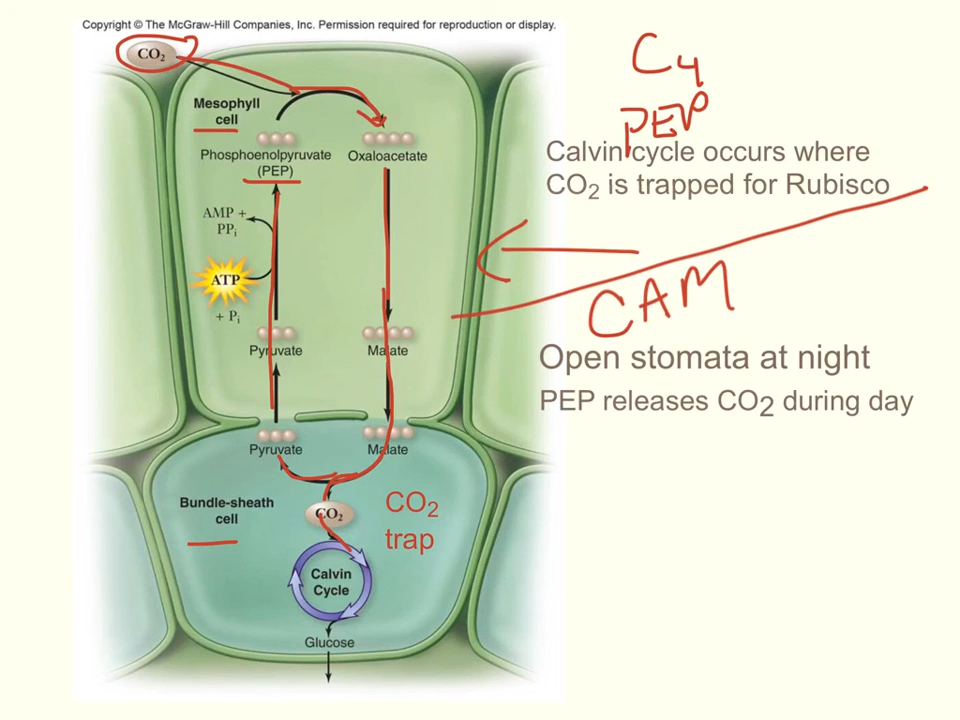 Copyright © The McGraw-Hill Companies, Inc. Permission required for reproduction or display.
CO₂
Mesophyll
cell
Phosphoenolpyruvate
(PEP)
Oxaloacetate
AMP +
PPᵢ
ATP
+ Pᵢ
Pyruvate
Malate
Pyruvate
Malate
Bundle-sheath
cell
CO₂
CO₂
trap
Calvin
Cycle
Glucose
C₄
PEP
Calvin cycle occurs where
CO₂ is trapped for Rubisco
CAM
Open stomata at night
PEP releases CO₂ during day